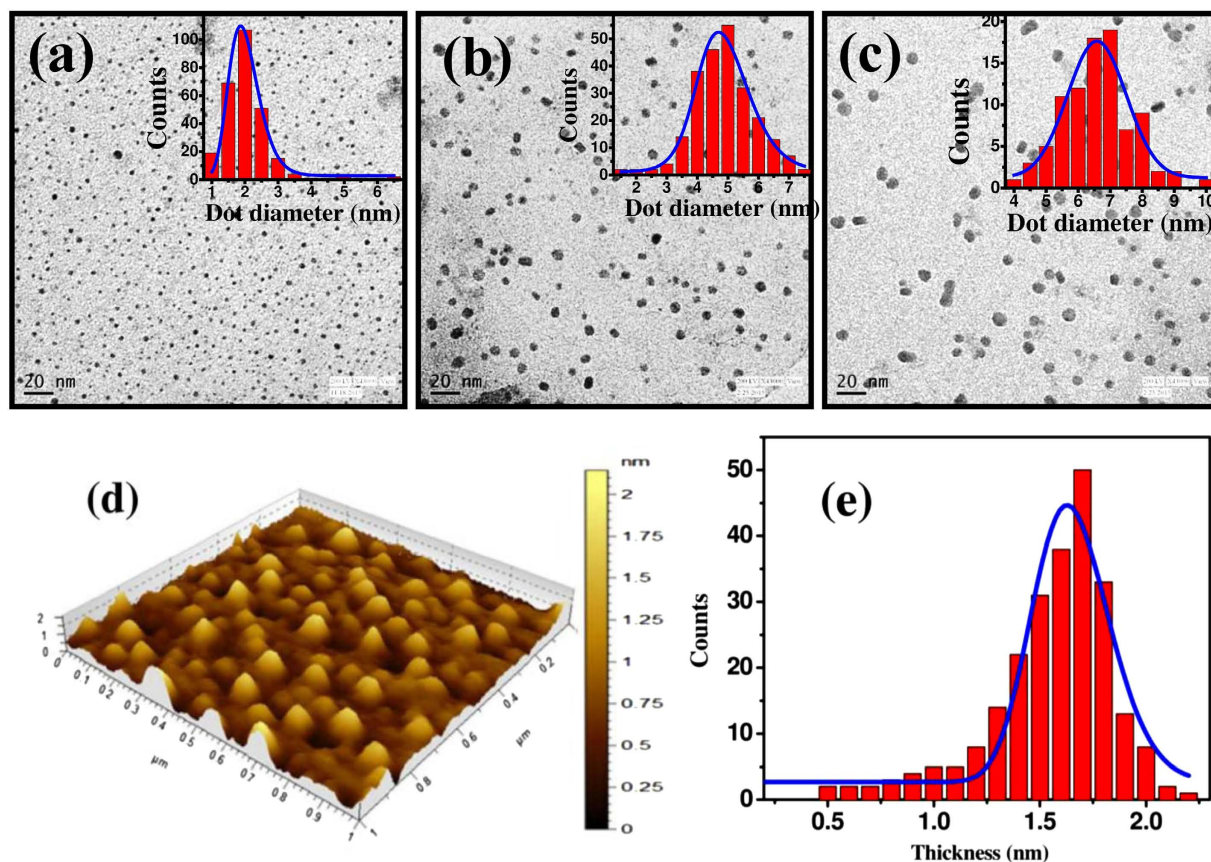 (a)
100
80
60
40
20
0
Counts
1 2 3 4 5 6
Dot diameter (nm)
20 nm
(b)
50
40
30
20
10
0
Counts
2 3 4 5 6 7
Dot diameter (nm)
20 nm
(c)
20
15
10
5
0
Counts
4 5 6 7 8 9 10
Dot diameter (nm)
20 nm
(d)
nm
2
1.75
1.5
1.25
1
0.75
0.5
0.25
0
2
1
0
0 0.1 0.2 0.3 0.4 0.5 0.6 0.7 0.8 0.9 1
µm
0.2 0.4 0.6 0.8 1
µm
(e)
50
40
30
20
10
0
Counts
0.5 1.0 1.5 2.0
Thickness (nm)